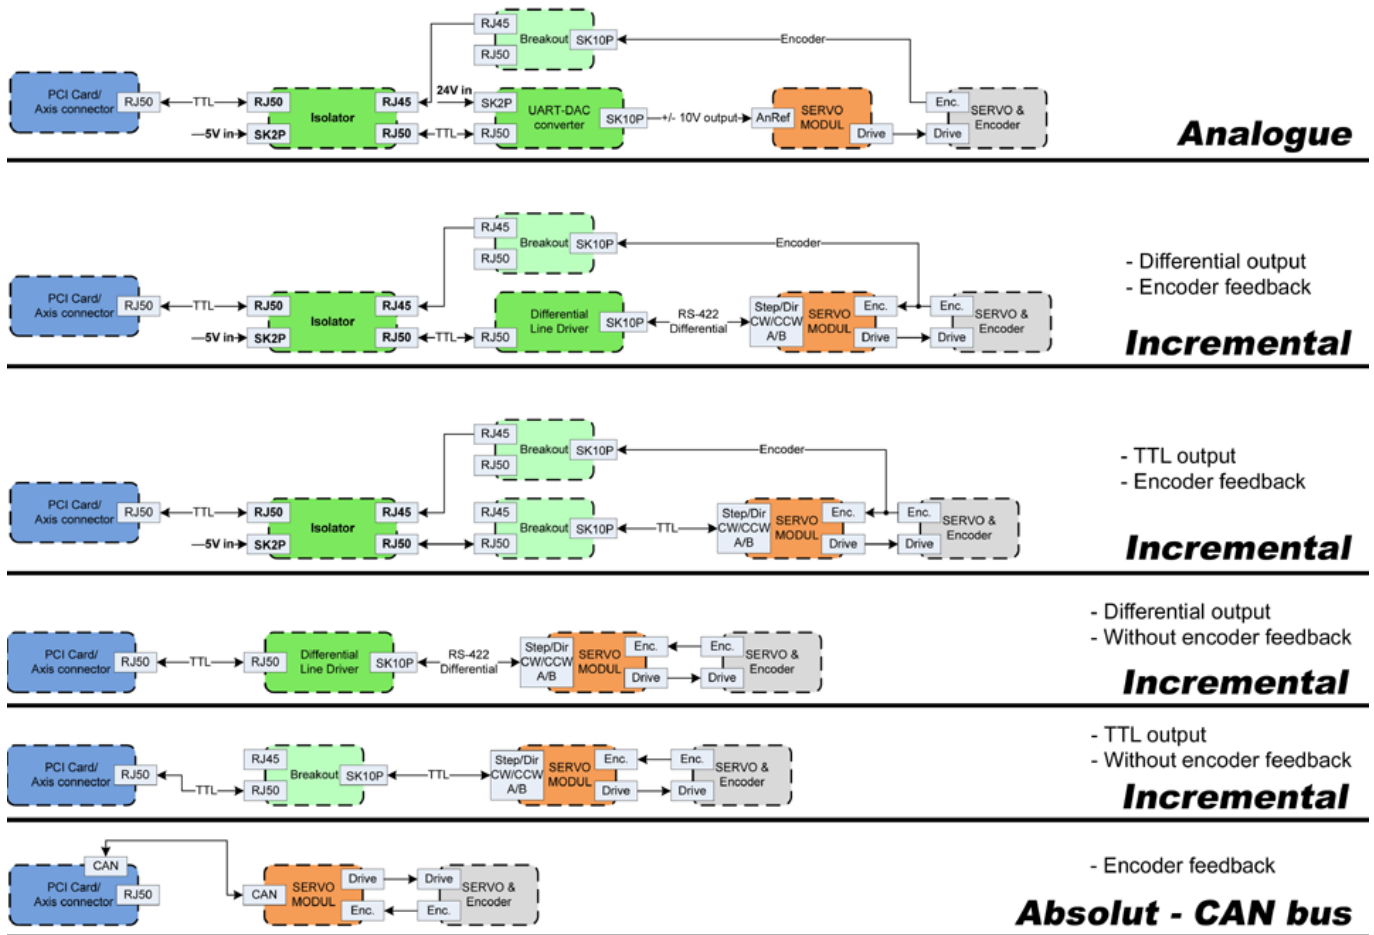 RJ45
Breakout
SK10P
Encoder
RJ50
PCI Card/
Axis connector
RJ50
TTL
RJ50
Isolator
RJ45
24V in
SK2P
UART-DAC
converter
SK10P
+/- 10V output
AnRef
SERVO
MODUL
Enc.
SERVO &
Encoder
5V in
SK2P
RJ50
TTL
RJ50
Drive
Drive
Analogue
RJ45
Breakout
SK10P
Encoder
RJ50
- Differential output
- Encoder feedback
PCI Card/
Axis connector
RJ50
TTL
RJ50
Isolator
RJ45
Differential
Line Driver
SK10P
RS-422
Differential
Step/Dir
CW/CCW
A/B
SERVO
MODUL
Enc.
Enc.
SERVO &
Encoder
5V in
SK2P
RJ50
TTL
RJ50
Drive
Drive
Incremental
RJ45
Breakout
SK10P
Encoder
RJ50
- TTL output
- Encoder feedback
PCI Card/
Axis connector
RJ50
TTL
RJ50
Isolator
RJ45
RJ45
Breakout
SK10P
TTL
Step/Dir
CW/CCW
A/B
SERVO
MODUL
Enc.
Enc.
SERVO &
Encoder
5V in
SK2P
RJ50
RJ50
Drive
Drive
Incremental
- Differential output
- Without encoder feedback
PCI Card/
Axis connector
RJ50
TTL
RJ50
Differential
Line Driver
SK10P
RS-422
Differential
Step/Dir
CW/CCW
A/B
SERVO
MODUL
Enc.
Enc.
SERVO &
Encoder
Drive
Drive
Incremental
- TTL output
- Without encoder feedback
PCI Card/
Axis connector
RJ50
TTL
RJ45
RJ50
Breakout
SK10P
TTL
Step/Dir
CW/CCW
A/B
SERVO
MODUL
Enc.
Enc.
SERVO &
Encoder
Drive
Drive
Incremental
CAN
PCI Card/
Axis connector
RJ50
CAN
SERVO
MODUL
Drive
Drive
SERVO &
Encoder
Enc.
Enc.
- Encoder feedback
Absolut - CAN bus